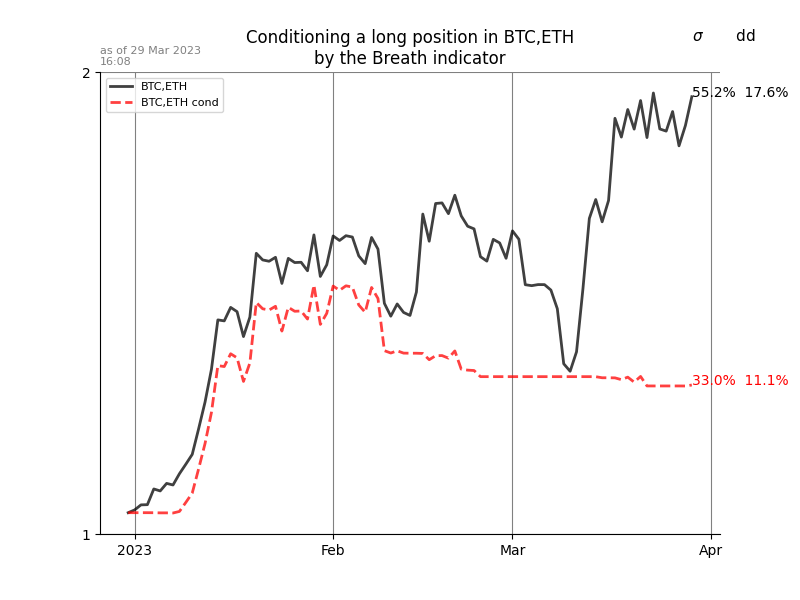 Conditioning a long position in BTC,ETH
by the Breath indicator
σ dd
as of 29 Mar 2023
16:08
2
BTC,ETH
BTC,ETH cond
55.2% 17.6%
33.0% 11.1%
1
2023 Feb Mar Apr